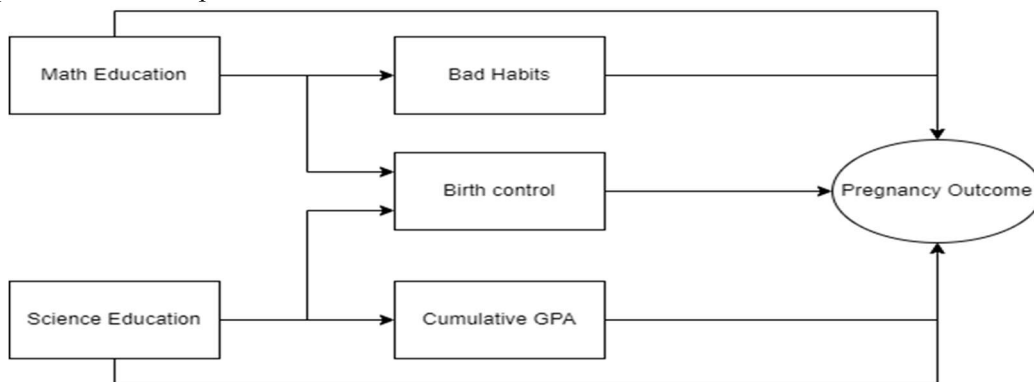 Math Education
Bad Habits
Birth control
Pregnancy Outcome
Science Education
Cumulative GPA